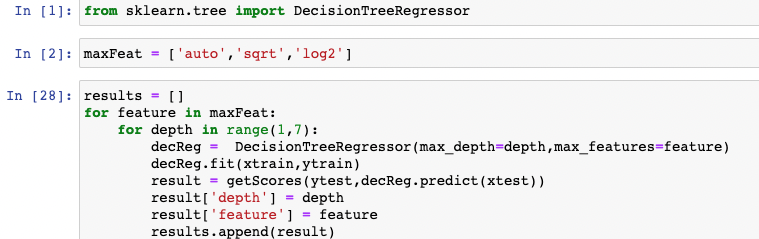 In [1]: from sklearn.tree import DecisionTreeRegressor
In [2]: maxFeat = ['auto','sqrt','log2']
In [28]: results = []
for feature in maxFeat:
    for depth in range(1,7):
        decReg =  DecisionTreeRegressor(max_depth=depth,max_features=feature)
        decReg.fit(xtrain,ytrain)
        result = getScores(ytest,decReg.predict(xtest))
        result['depth'] = depth
        result['feature'] = feature
        results.append(result)